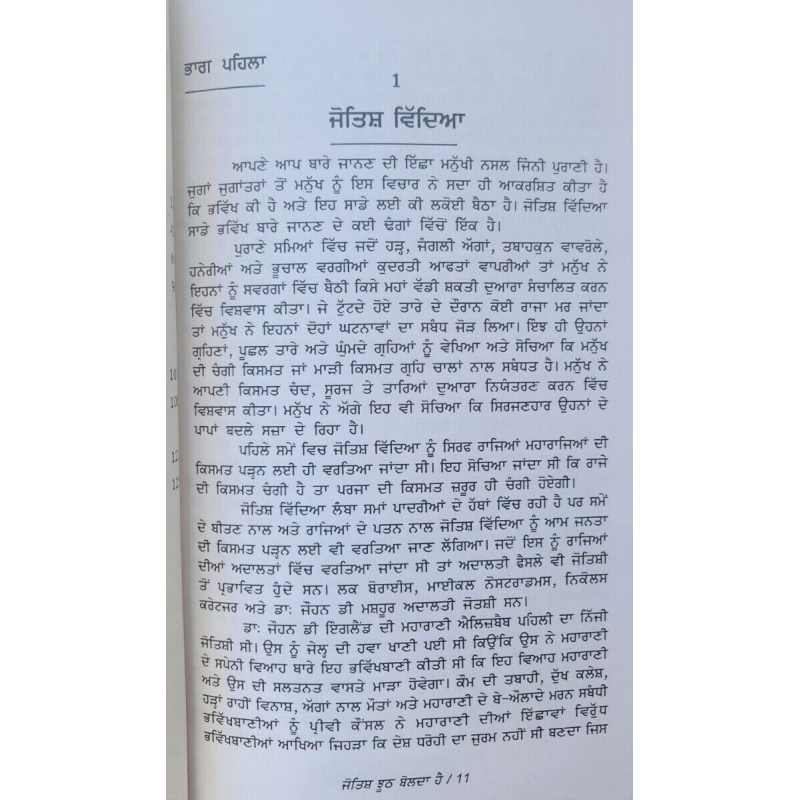 ਭਾਗ ਪਹਿਲਾ
1
ਜੋਤਿਸ਼ ਵਿੱਦਿਆ
ਆਪਣੇ ਆਪ ਬਾਰੇ ਜਾਨਣ ਦੀ ਇੱਛਾ ਮਨੁੱਖੀ ਨਸਲ ਜਿੰਨੀ ਪੁਰਾਣੀ ਹੈ।
ਜੁਗਾਂ ਜੁਗਾਂਤਰਾਂ ਤੋਂ ਮਨੁੱਖ ਨੂੰ ਇਸ ਵਿਚਾਰ ਨੇ ਸਦਾ ਹੀ ਆਕਰਸ਼ਿਤ ਕੀਤਾ ਹੈ
ਕਿ ਭਵਿੱਖ ਕੀ ਹੈ ਅਤੇ ਇਹ ਸਾਡੇ ਲਈ ਕੀ ਲਕੋਈ ਬੈਠਾ ਹੈ। ਜੋਤਿਸ਼ ਵਿੱਦਿਆ
ਸਾਡੇ ਭਵਿੱਖ ਬਾਰੇ ਜਾਨਣ ਦੇ ਕਈ ਢੰਗਾਂ ਵਿੱਚੋਂ ਇੱਕ ਹੈ।
ਪੁਰਾਣੇ ਸਮਿਆਂ ਵਿੱਚ ਜਦੋਂ ਹੜ੍ਹ, ਜੰਗਲੀ ਅੱਗਾਂ, ਤਬਾਹਕੁਨ ਵਾਵਰੋਲੇ,
ਹਨੇਰੀਆਂ ਅਤੇ ਭੂਚਾਲ ਵਰਗੀਆਂ ਕੁਦਰਤੀ ਆਫਤਾਂ ਵਾਪਰੀਆਂ ਤਾਂ ਮਨੁੱਖ ਨੇ
ਇਹਨਾਂ ਨੂੰ ਸਵਰਗਾਂ ਵਿੱਚ ਬੈਠੀ ਕਿਸੇ ਮਹਾਂ ਵੱਡੀ ਸ਼ਕਤੀ ਦੁਆਰਾ ਸੰਚਾਲਿਤ ਕਰਨ
ਵਿੱਚ ਵਿਸ਼ਵਾਸ ਕੀਤਾ। ਜੇ ਟੁੱਟਦੇ ਹੋਏ ਤਾਰੇ ਦੇ ਦੌਰਾਨ ਕੋਈ ਰਾਜਾ ਮਰ ਜਾਂਦਾ
ਤਾਂ ਮਨੁੱਖ ਨੇ ਇਹਨਾਂ ਦੋਹਾਂ ਘਟਨਾਵਾਂ ਦਾ ਸਬੰਧ ਜੋੜ ਲਿਆ। ਇੰਝ ਹੀ ਉਹਨਾਂ
ਗ੍ਰਹਿਣਾਂ, ਪੂਛਲ ਤਾਰੇ ਅਤੇ ਘੁੰਮਦੇ ਗ੍ਰਹਿਆਂ ਨੂੰ ਵੇਖਿਆ ਅਤੇ ਸੋਚਿਆ ਕਿ ਮਨੁੱਖ
ਦੀ ਚੰਗੀ ਕਿਸਮਤ ਜਾਂ ਮਾੜੀ ਕਿਸਮਤ ਗ੍ਰਹਿ ਚਾਲਾਂ ਨਾਲ ਸਬੰਧਤ ਹੈ। ਮਨੁੱਖ ਨੇ
ਆਪਣੀ ਕਿਸਮਤ ਚੰਦ, ਸੂਰਜ ਤੇ ਤਾਰਿਆਂ ਦੁਆਰਾ ਨਿਯੰਤਰਣ ਕਰਨ ਵਿੱਚ
ਵਿਸ਼ਵਾਸ ਕੀਤਾ। ਮਨੁੱਖ ਨੇ ਅੱਗੇ ਇਹ ਵੀ ਸੋਚਿਆ ਕਿ ਸਿਰਜਣਹਾਰ ਉਹਨਾਂ ਦੇ
ਪਾਪਾਂ ਬਦਲੇ ਸਜ਼ਾ ਦੇ ਰਿਹਾ ਹੈ।
ਪਹਿਲੇ ਸਮੇਂ ਵਿਚ ਜੋਤਿਸ਼ ਵਿੱਦਿਆ ਨੂੰ ਸਿਰਫ ਰਾਜਿਆਂ ਮਹਾਰਾਜਿਆਂ ਦੀ
ਕਿਸਮਤ ਪੜ੍ਹਨ ਲਈ ਹੀ ਵਰਤਿਆ ਜਾਂਦਾ ਸੀ। ਇਹ ਸੋਚਿਆ ਜਾਂਦਾ ਸੀ ਕਿ ਰਾਜੇ
ਦੀ ਕਿਸਮਤ ਚੰਗੀ ਹੈ ਤਾ ਪਰਜਾ ਦੀ ਕਿਸਮਤ ਜ਼ਰੂਰ ਹੀ ਚੰਗੀ ਹੋਏਗੀ।
ਜੋਤਿਸ਼ ਵਿੱਦਿਆ ਲੰਬਾ ਸਮਾਂ ਪਾਦਰੀਆਂ ਦੇ ਹੱਥਾਂ ਵਿੱਚ ਰਹੀ ਹੈ ਪਰ ਸਮੇਂ
ਦੇ ਬੀਤਣ ਨਾਲ ਅਤੇ ਰਾਜਿਆਂ ਦੇ ਪਤਨ ਨਾਲ ਜੋਤਿਸ਼ ਵਿੱਦਿਆ ਨੂੰ ਆਮ ਜਨਤਾ
ਦੀ ਕਿਸਮਤ ਪੜ੍ਹਨ ਲਈ ਵੀ ਵਰਤਿਆ ਜਾਣ ਲੱਗਿਆ। ਜਦੋਂ ਇਸ ਨੂੰ ਰਾਜਿਆਂ
ਦੀਆਂ ਅਦਾਲਤਾਂ ਵਿੱਚ ਵਰਤਿਆ ਜਾਂਦਾ ਸੀ ਤਾਂ ਅਦਾਲਤੀ ਫੈਸਲੇ ਵੀ ਜੋਤਿਸ਼ੀ
ਤੋਂ ਪ੍ਰਭਾਵਿਤ ਹੁੰਦੇ ਸਨ। ਲਕ ਬੋਰਾਈਸ, ਮਾਈਕਲ ਨੋਸਟਰਾਡਮਸ, ਨਿਕੋਲਸ
ਕਰੇਟਜਰ ਅਤੇ ਡਾ: ਜੌਹਨ ਡੀ ਮਸ਼ਹੂਰ ਅਦਾਲਤੀ ਜੋਤਸ਼ੀ ਸਨ।
ਡਾ: ਜੌਹਨ ਡੀ ਇੰਗਲੈਂਡ ਦੀ ਮਹਾਰਾਣੀ ਐਲਿਜ਼ਬੈਬ ਪਹਿਲੀ ਦਾ ਨਿੱਜੀ
ਜੋਤਿਸ਼ੀ ਸੀ। ਉਸ ਨੂੰ ਜੇਲ੍ਹ ਦੀ ਹਵਾ ਖਾਣੀ ਪਈ ਸੀ ਕਿਉਂਕਿ ਉਸ ਨੇ ਮਹਾਰਾਣੀ
ਦੇ ਸਪੇਨੀ ਵਿਆਹ ਬਾਰੇ ਇਹ ਭਵਿੱਖਬਾਣੀ ਕੀਤੀ ਸੀ ਕਿ ਇਹ ਵਿਆਹ ਮਹਾਰਾਣੀ
ਅਤੇ ਉਸ ਦੀ ਸਲਤਨਤ ਵਾਸਤੇ ਮਾੜਾ ਹੋਵੇਗਾ। ਕੌਮ ਦੀ ਤਬਾਹੀ, ਦੁੱਖ ਕਲੇਸ਼,
ਹੜ੍ਹਾਂ ਰਾਹੀਂ ਵਿਨਾਸ਼, ਅੱਗਾਂ ਨਾਲ ਮੌਤਾਂ ਅਤੇ ਮਹਾਰਾਣੀ ਦੇ ਬੇ-ਔਲਾਦੇ ਮਰਨ ਸਬੰਧੀ
ਭਵਿੱਖਬਾਣੀਆਂ ਨੂੰ ਪ੍ਰੀਵੀ ਕੌਂਸਲ ਨੇ ਮਹਾਰਾਣੀ ਦੀਆਂ ਇੱਛਾਵਾਂ ਵਿਰੁੱਧ
ਭਵਿੱਖਬਾਣੀਆਂ ਆਖਿਆ ਜਿਹੜਾ ਕਿ ਦੇਸ਼ ਧਰੋਹੀ ਦਾ ਜੁਰਮ ਨਹੀਂ ਸੀ ਬਣਦਾ ਜਿਸ
ਜੋਤਿਸ਼ ਝੂਠ ਬੋਲਦਾ ਹੈ / 11